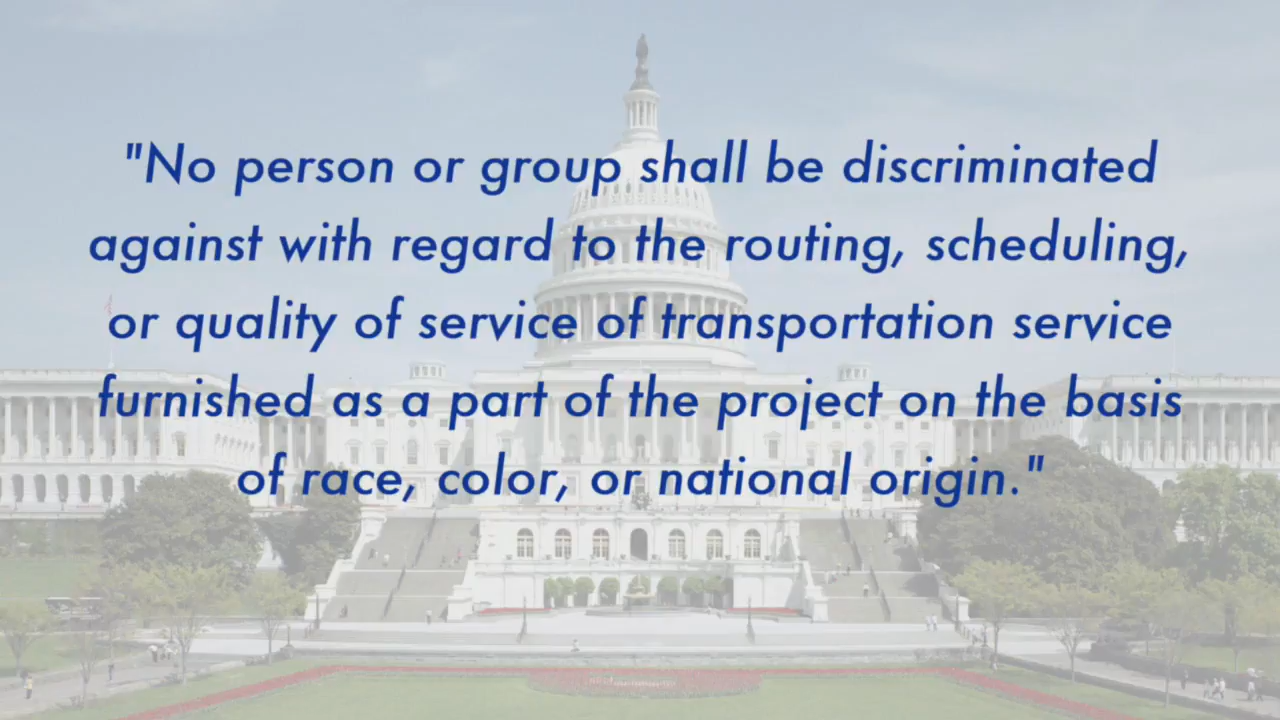 "No person or group shall be discriminated
against with regard to the routing, scheduling,
or quality of service of transportation service
furnished as a part of the project on the basis
of race, color, or national origin."